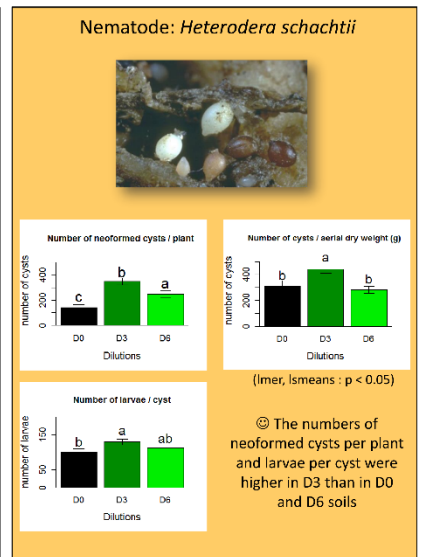 Nematode: Heterodera schachtii
Number of neoformed cysts / plant
number of cysts
0 200 400
c b a
D0 D3 D6
Dilutions
Number of cysts / aerial dry weight (g)
number of cysts
0 200 400
b a b
D0 D3 D6
Dilutions
(lmer, lsmeans : p < 0.05)
Number of larvae / cyst
number of larvae
0 50 150
b a ab
D0 D3 D6
Dilutions
☺ The numbers of
neoformed cysts per plant
and larvae per cyst were
higher in D3 than in D0
and D6 soils